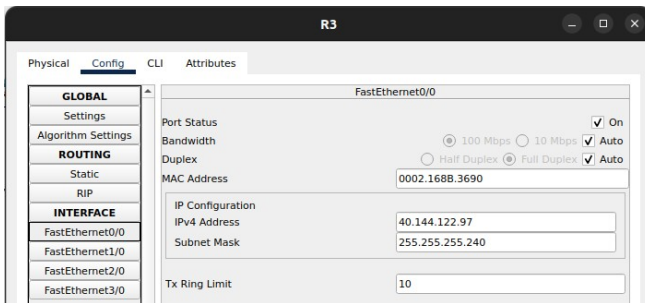 R3
Physical Config CLI Attributes
GLOBAL
Settings
Algorithm Settings
ROUTING
Static
RIP
INTERFACE
FastEthernet0/0
FastEthernet1/0
FastEthernet2/0
FastEthernet3/0
FastEthernet0/0
Port Status On
Bandwidth 100 Mbps 10 Mbps Auto
Duplex Half Duplex Full Duplex Auto
MAC Address 0002.168B.3690
IP Configuration
IPv4 Address 40.144.122.97
Subnet Mask 255.255.255.240
Tx Ring Limit 10